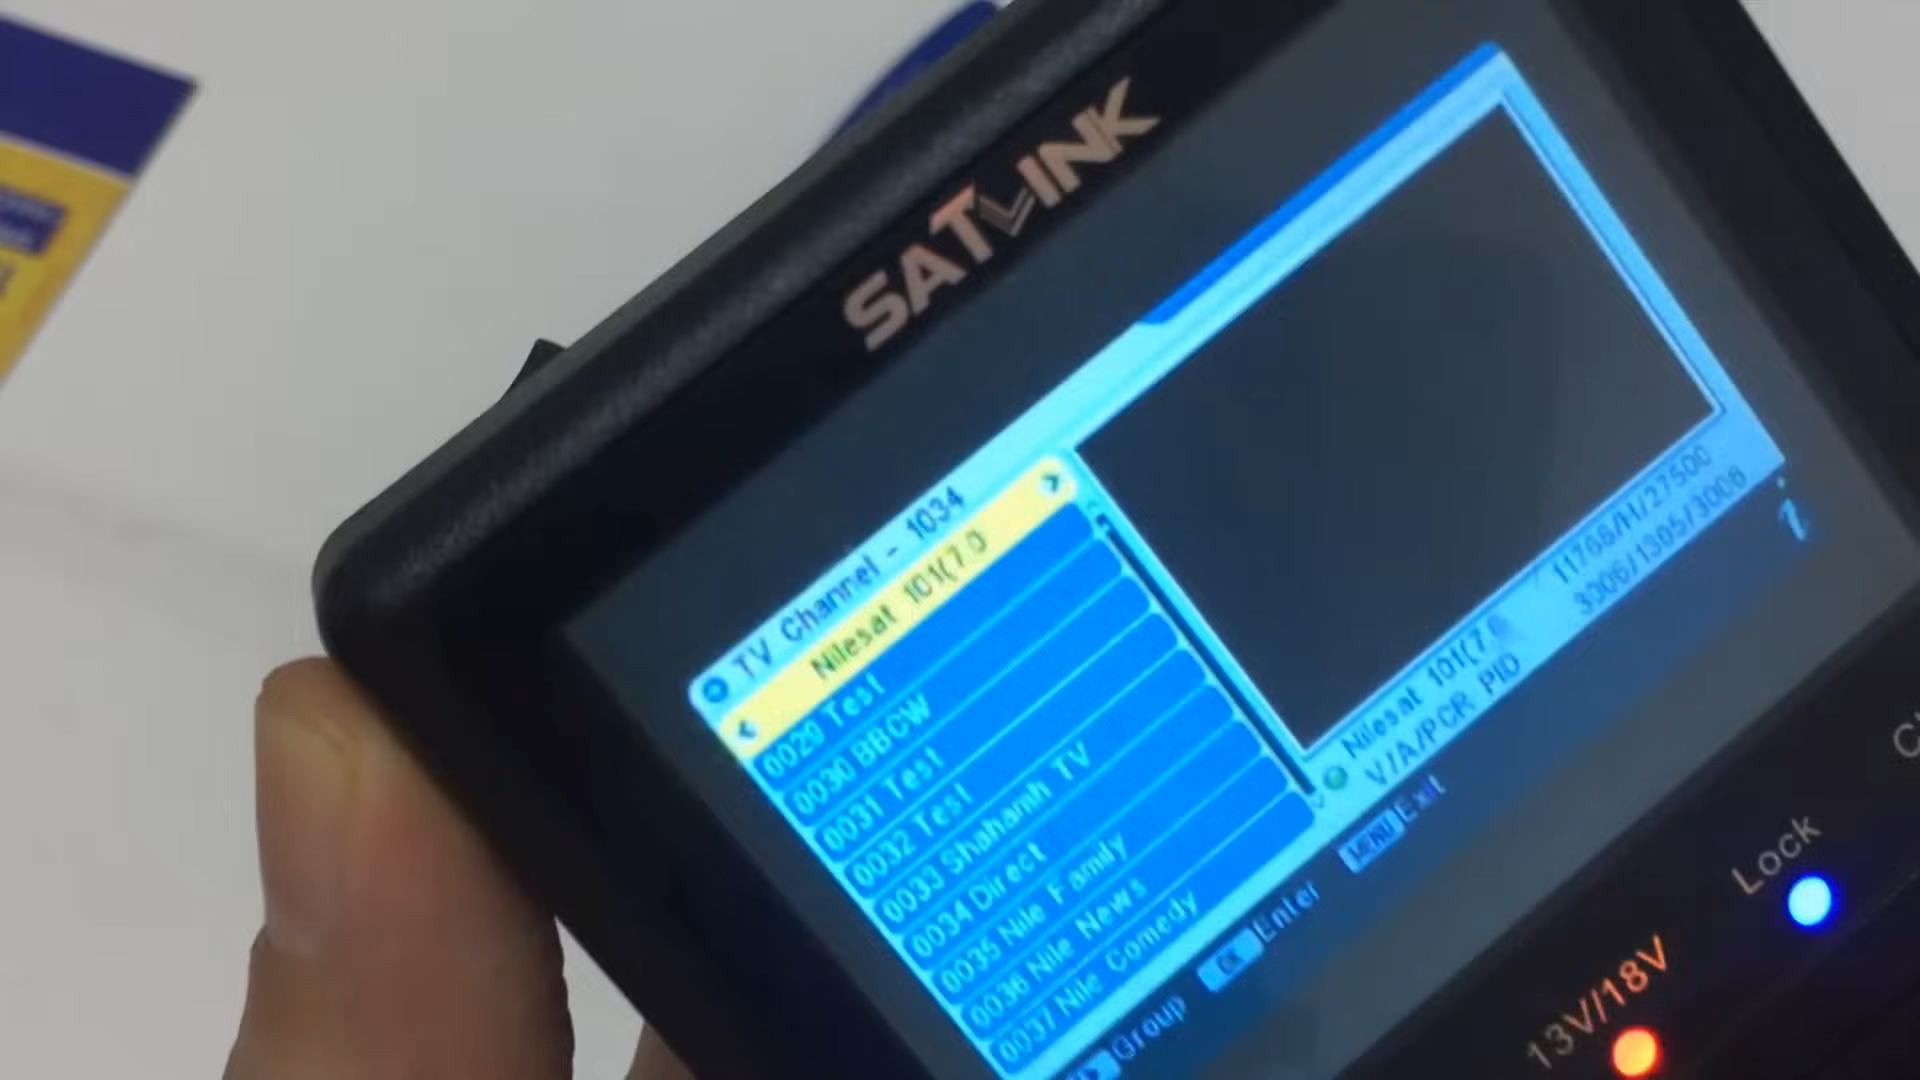 SATLINK
TV Channel - 1034
Nilesat 101(7.0
0029 Test
0030 BBCW
0031 Test
0032 Test
0033 Shahamh TV
0034 Direct
0035 Nile Family
0036 Nile News
0037 Nile Comedy
Nilesat 101(7.0 11766/H/27500
V/A/PCR PID 3306/1305/3008
i
Group OK Enter MENU Exit
Lock
13V/18V